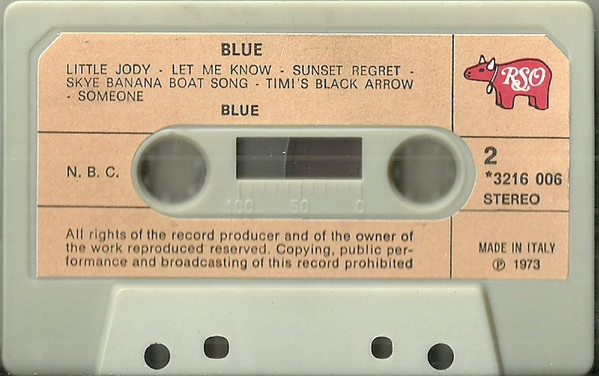 BLUE
LITTLE JODY - LET ME KNOW - SUNSET REGRET -
SKYE BANANA BOAT SONG - TIMI'S BLACK ARROW
- SOMEONE
BLUE
RSO
N. B. C.
2
*3216 006
STEREO
100 50 0
All rights of the record producer and of the owner of
the work reproduced reserved. Copying, public per-
formance and broadcasting of this record prohibited
MADE IN ITALY
℗ 1973